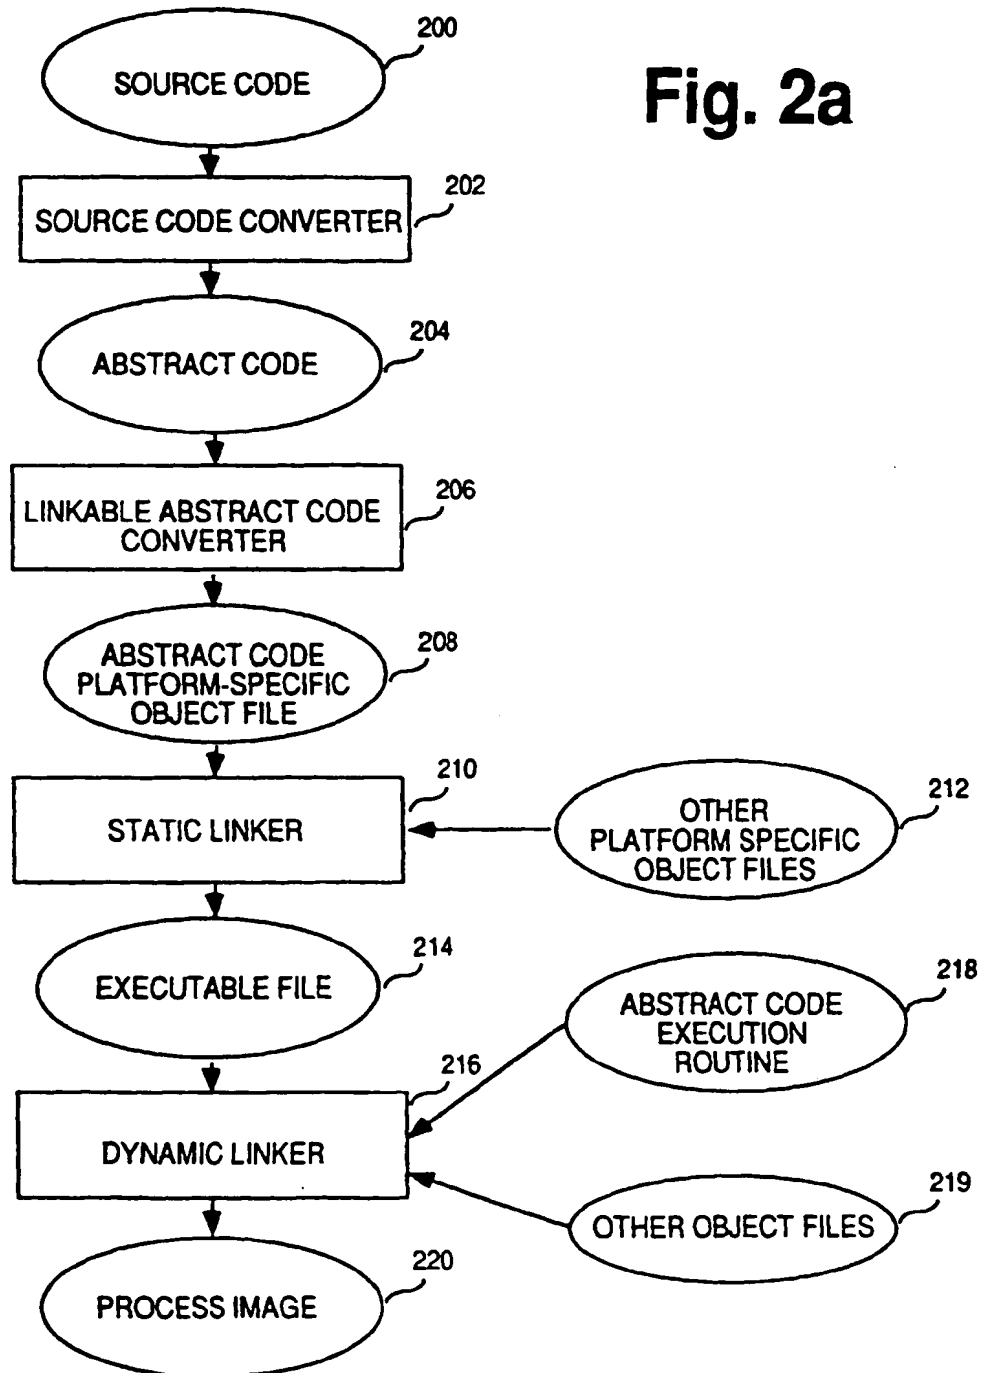 200
Fig. 2a
SOURCE CODE
202
SOURCE CODE CONVERTER
204
ABSTRACT CODE
206
LINKABLE ABSTRACT CODE
CONVERTER
208
ABSTRACT CODE
PLATFORM-SPECIFIC
OBJECT FILE
210
STATIC LINKER
212
OTHER
PLATFORM SPECIFIC
OBJECT FILES
214
EXECUTABLE FILE
218
ABSTRACT CODE
EXECUTION
ROUTINE
216
DYNAMIC LINKER
219
OTHER OBJECT FILES
220
PROCESS IMAGE